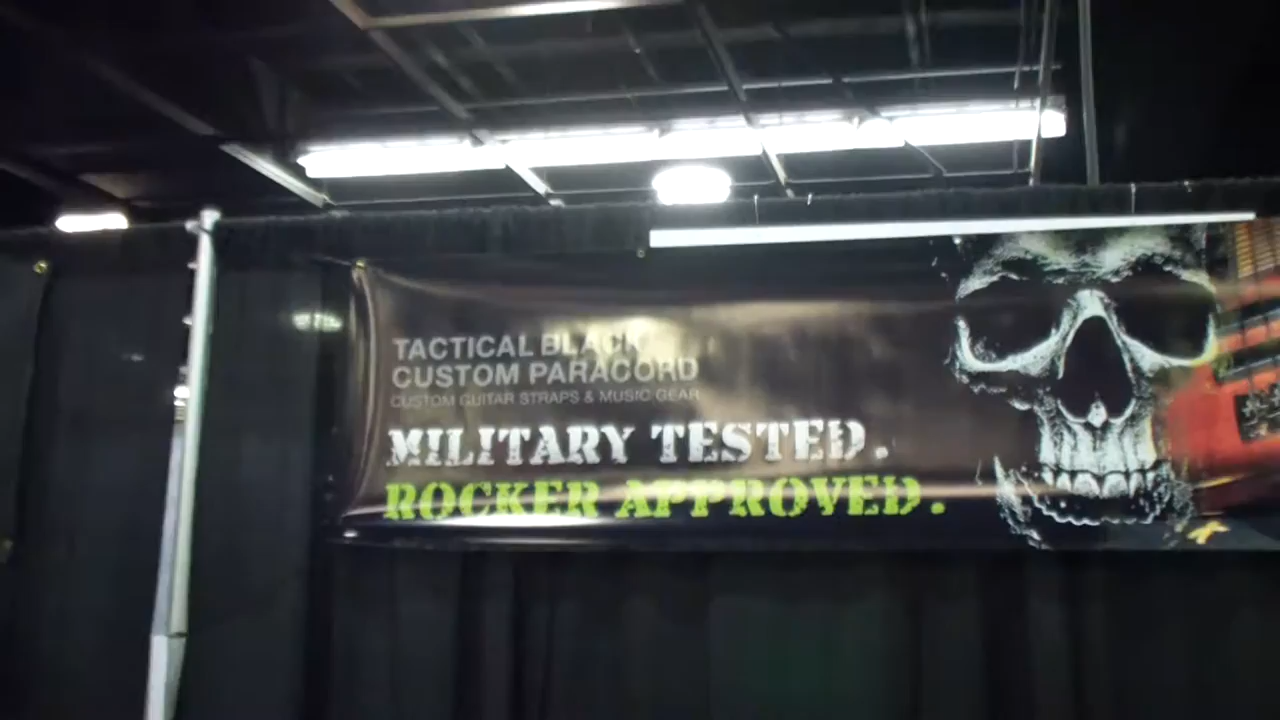 TACTICAL BLACK
CUSTOM PARACORD
CUSTOM GUITAR STRAPS & MUSIC GEAR
MILITARY TESTED.
ROCKER APPROVED.